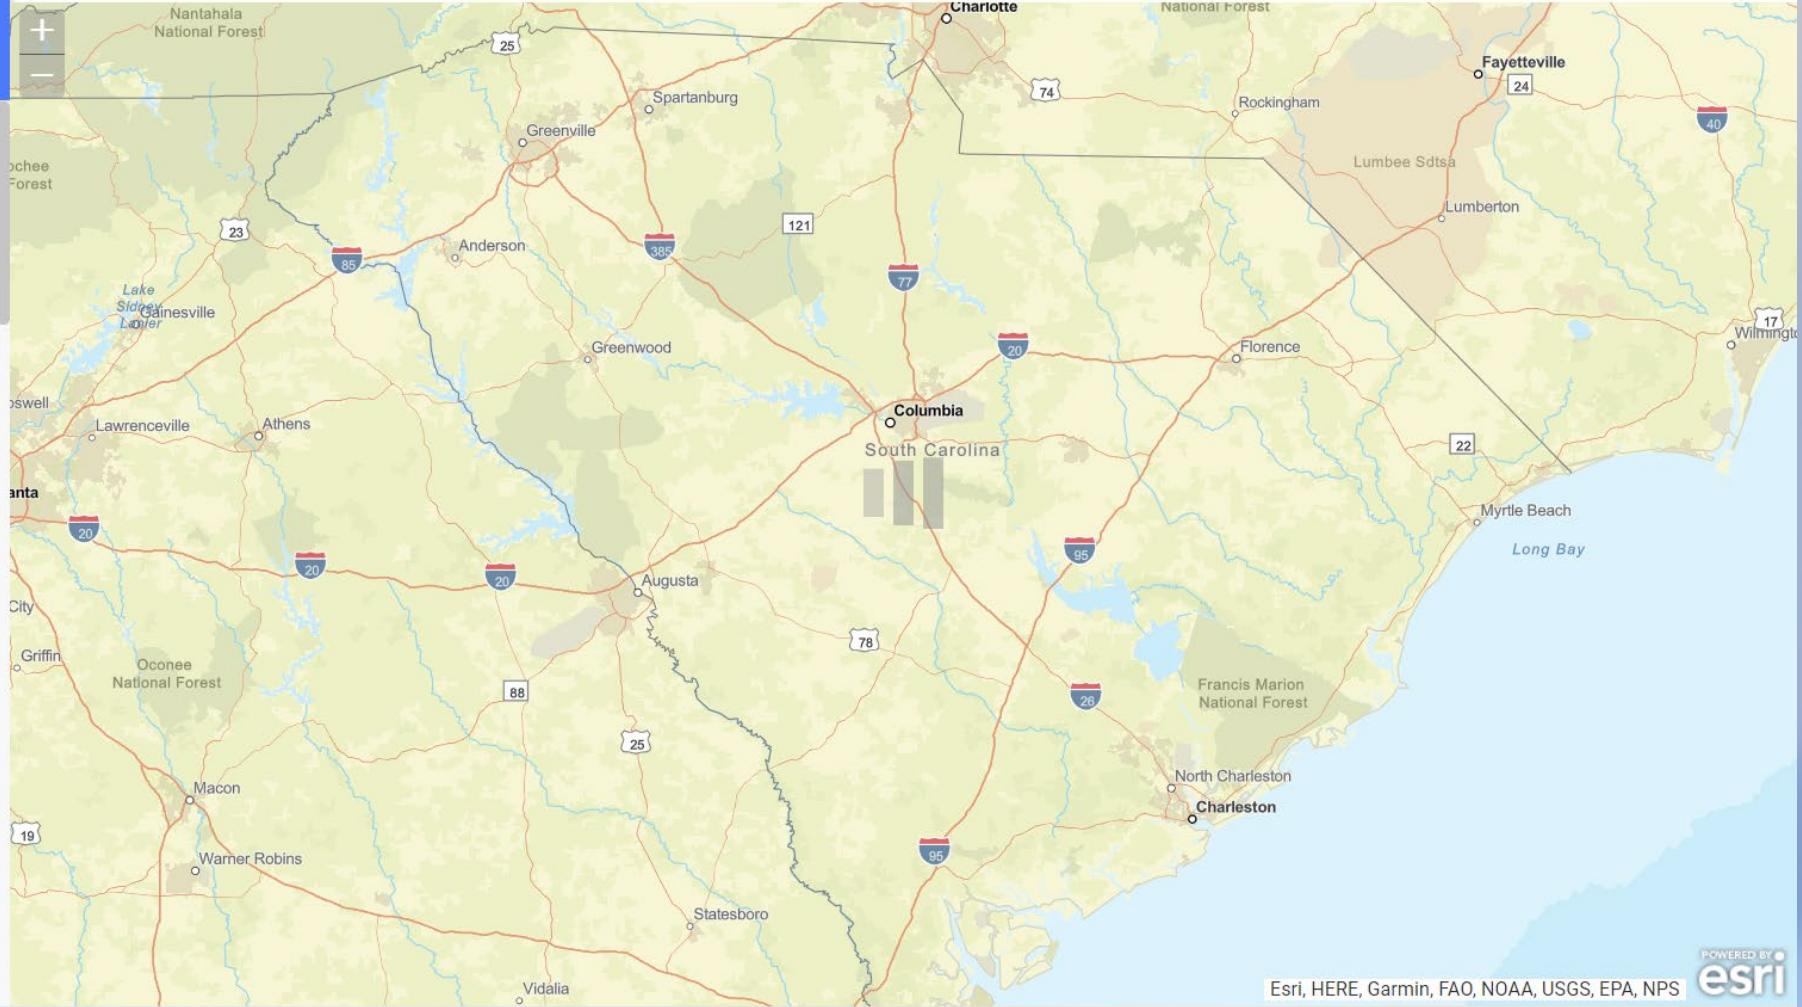 Nantahala
National Forest
Charlotte
National Forest
+
25
−
Fayetteville
24
74
Spartanburg
Rockingham
40
Greenville
ochee
Forest
Lumbee Sdtsa
Lumberton
23
121
Anderson
385
85
77
Lake
Sidney
Lanier
Gainesville
17
Wilmingto
20
Greenwood
Florence
oswell
Lawrenceville
Athens
Columbia
South Carolina
22
anta
20
Myrtle Beach
Long Bay
95
20
20
Augusta
City
78
Griffin
Oconee
National Forest
88
26
Francis Marion
National Forest
25
North Charleston
Charleston
Macon
19
95
Warner Robins
Statesboro
Vidalia
POWERED BY
esri
Esri, HERE, Garmin, FAO, NOAA, USGS, EPA, NPS